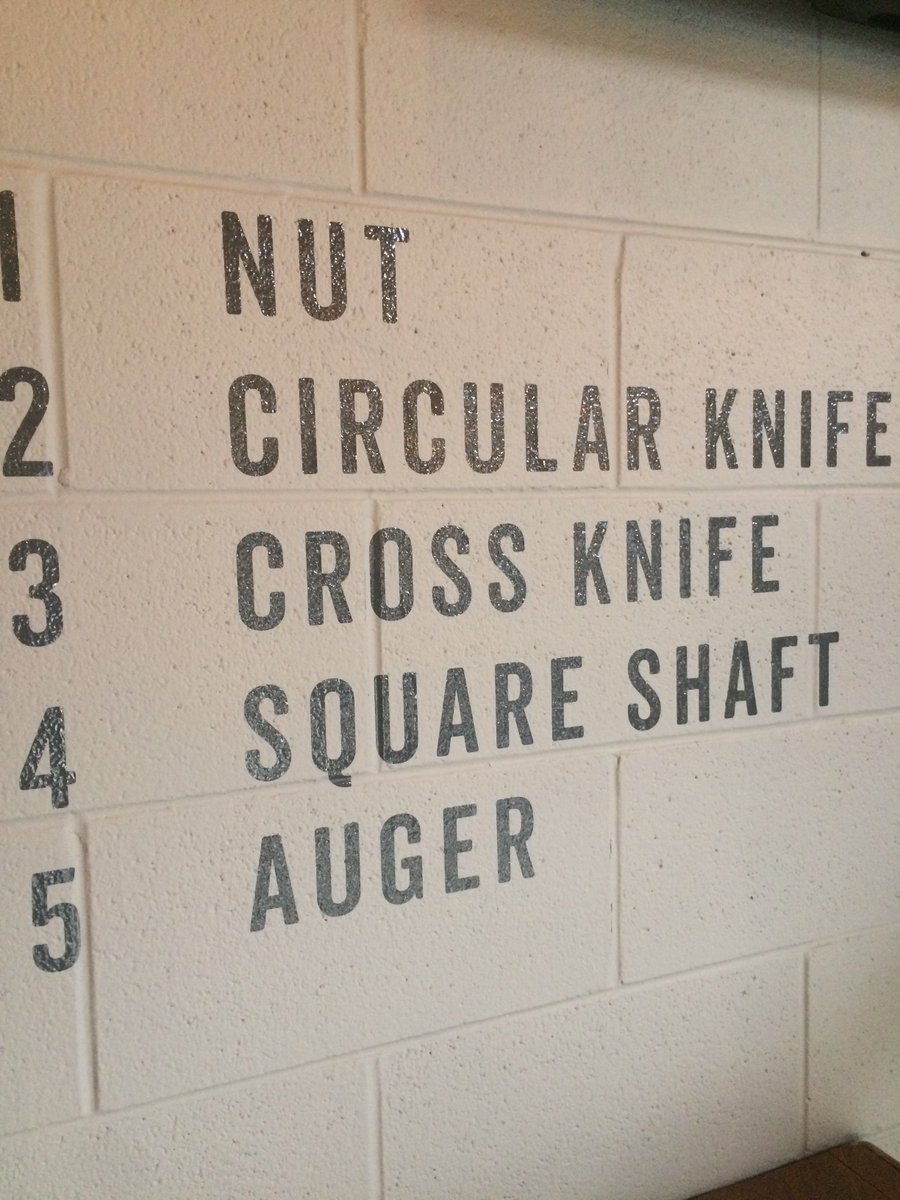 1 NUT
2 CIRCULAR KNIFE
3 CROSS KNIFE
4 SQUARE SHAFT
5 AUGER